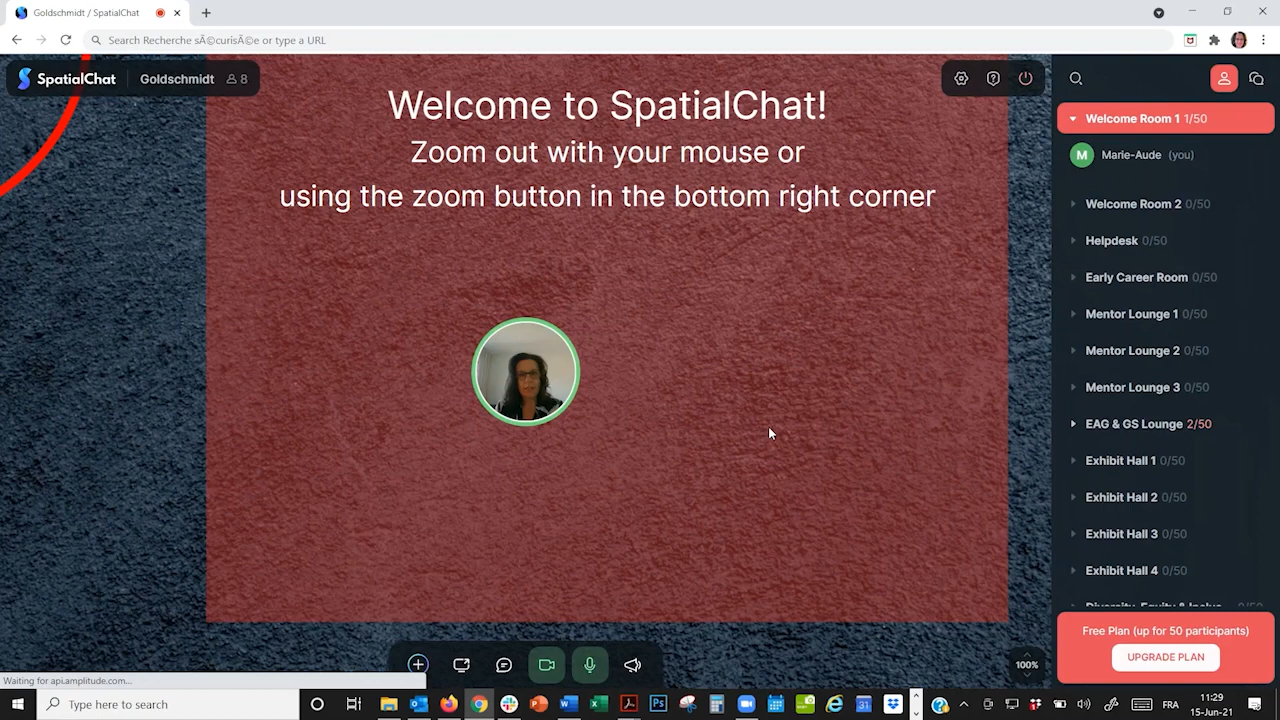 Goldschmidt / SpatialChat
Search Recherche sÃ©curisÃ©e or type a URL
SpatialChat
Goldschmidt
8
Welcome to SpatialChat!
Zoom out with your mouse or
using the zoom button in the bottom right corner
Welcome Room 1 1/50
M
Marie-Aude (you)
Welcome Room 2 0/50
Helpdesk 0/50
Early Career Room 0/50
Mentor Lounge 1 0/50
Mentor Lounge 2 0/50
Mentor Lounge 3 0/50
EAG & GS Lounge 2/50
Exhibit Hall 1 0/50
Exhibit Hall 2 0/50
Exhibit Hall 3 0/50
Exhibit Hall 4 0/50
Diversity, Equity & Inclus... 0/50
Free Plan (up for 50 participants)
UPGRADE PLAN
100%
Waiting for api.amplitude.com...
Type here to search
FRA
11:29
15-Jun-21